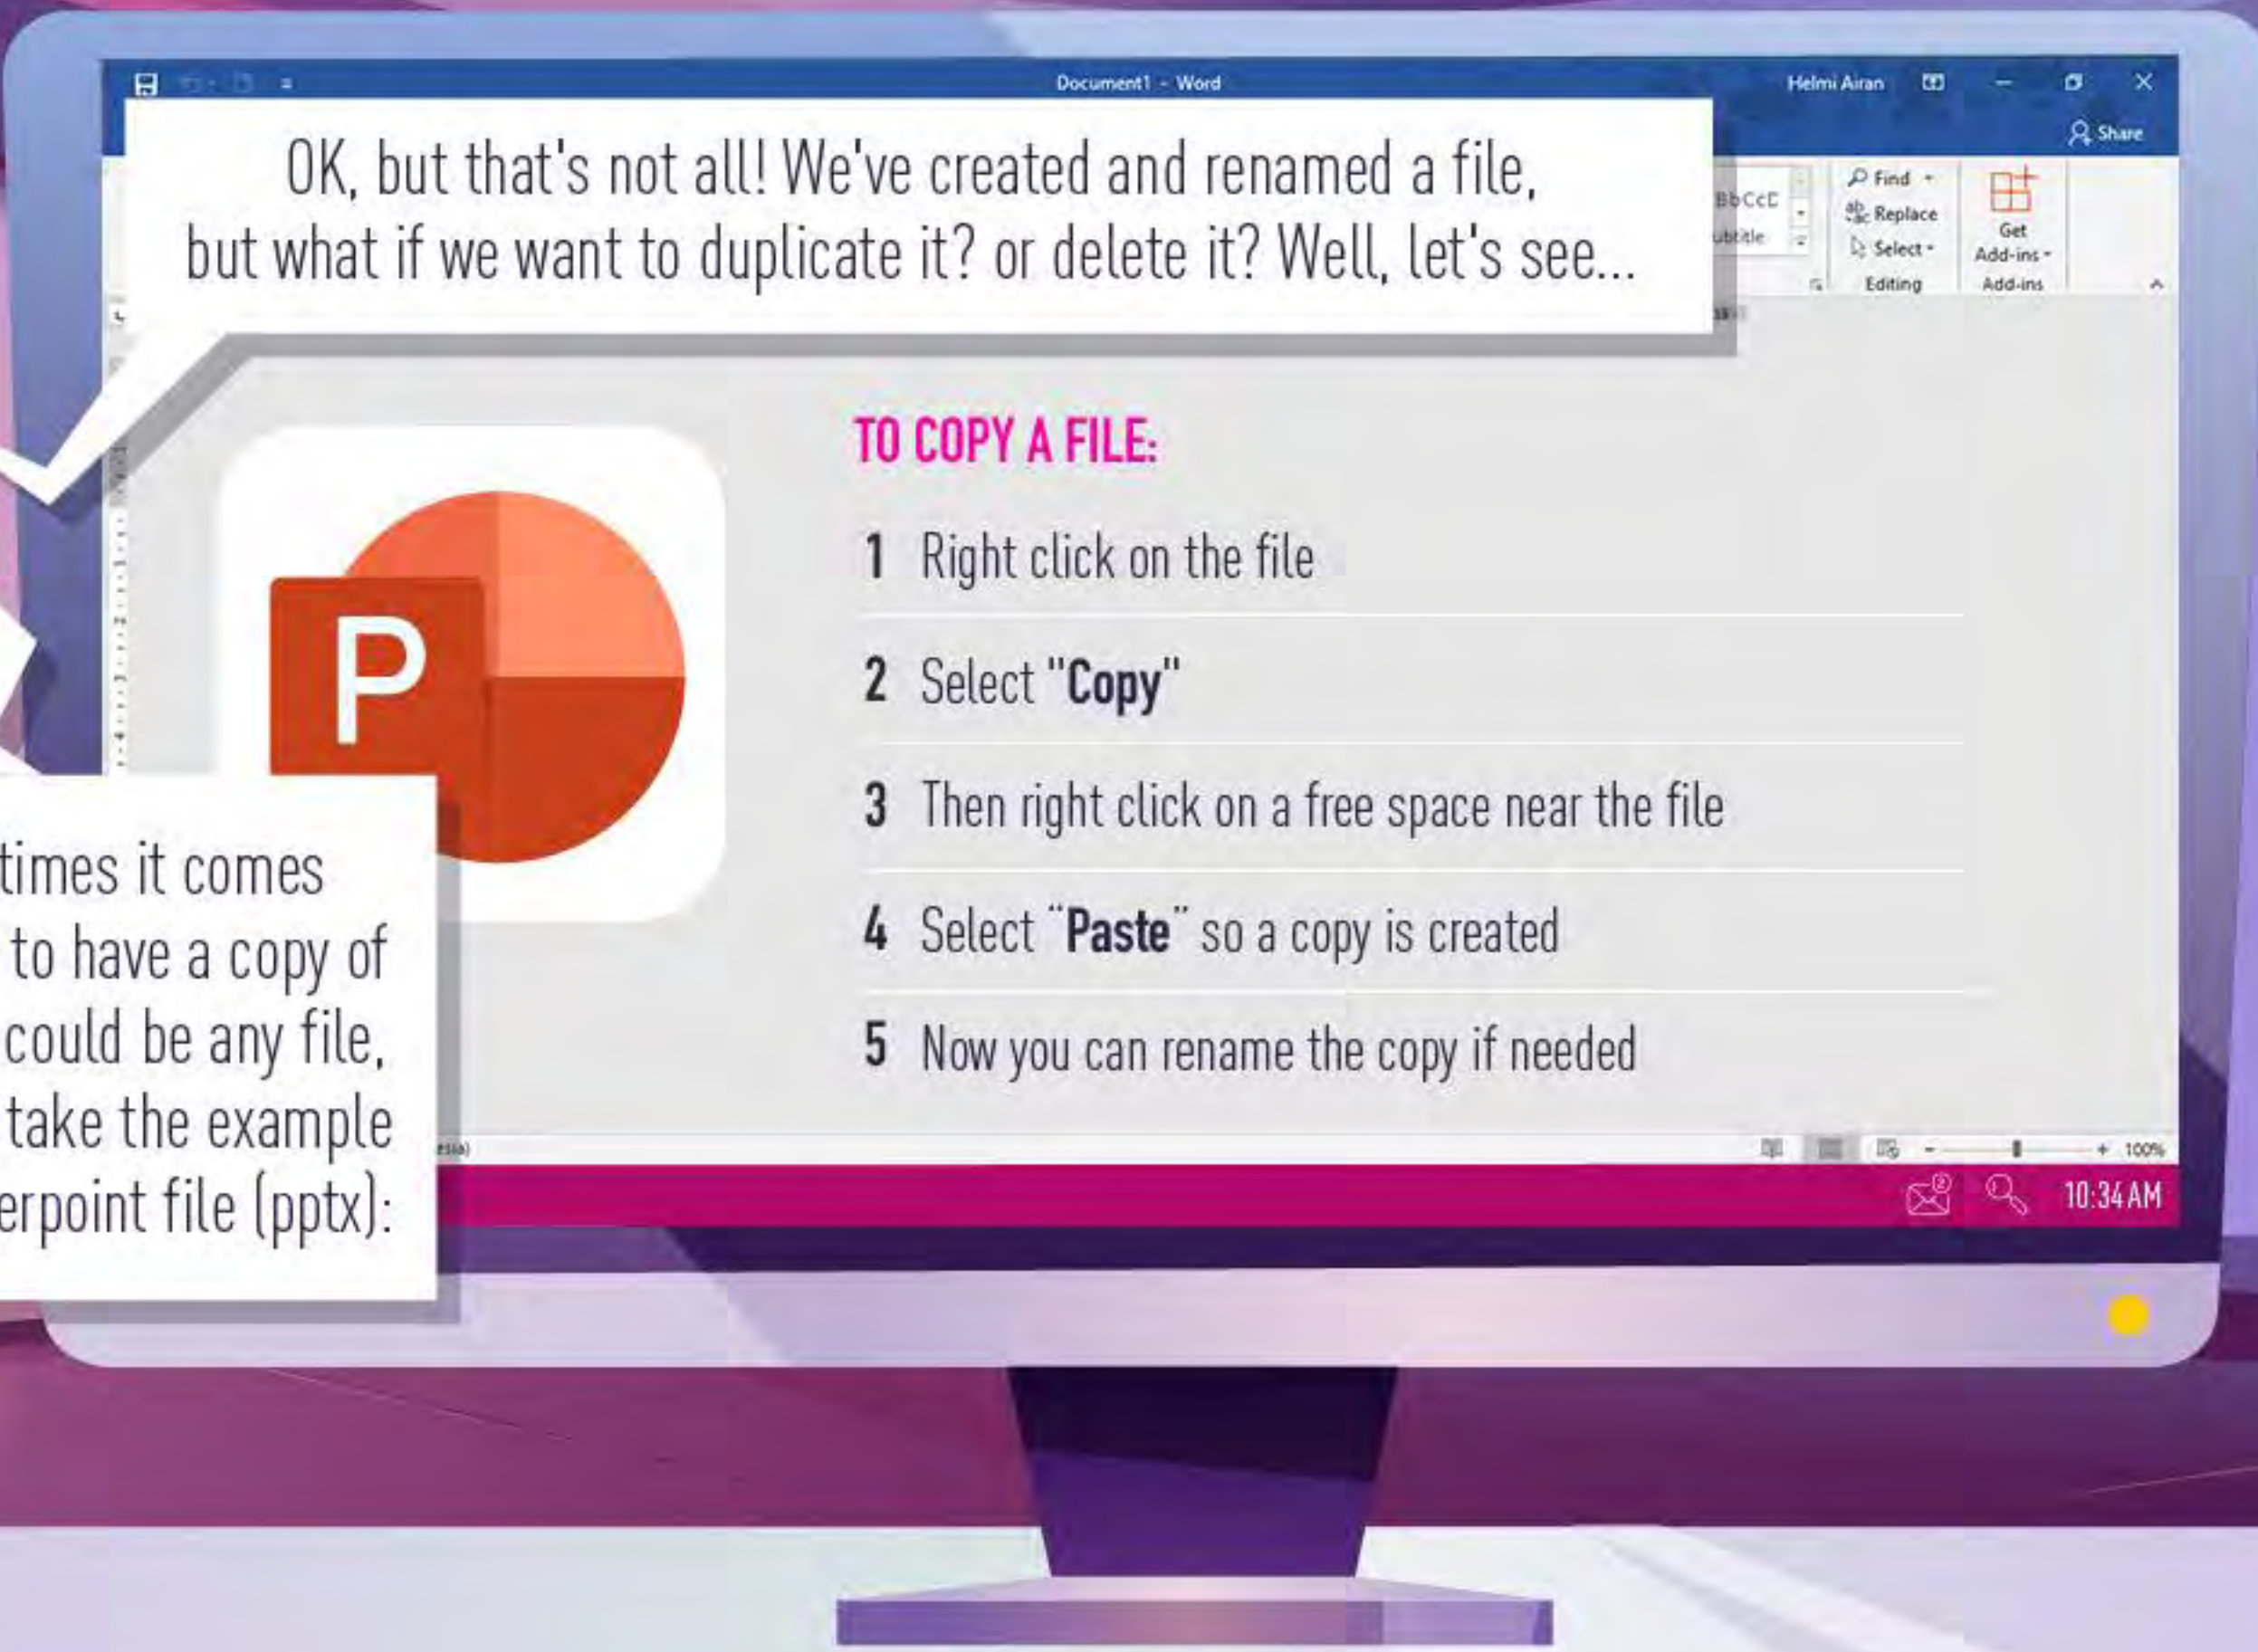 Document1 - Word
Helmi Airan
Share
OK, but that's not all! We've created and renamed a file,
but what if we want to duplicate it? or delete it? Well, let's see...
BbCcD
ubtitle
Find
Replace
Select
Editing
Get
Add-ins
Add-ins
TO COPY A FILE:
1 Right click on the file
2 Select "Copy"
3 Then right click on a free space near the file
4 Select "Paste" so a copy is created
5 Now you can rename the copy if needed
P
times it comes
to have a copy of
could be any file,
take the example
erpoint file (pptx):
100%
2
10:34 AM